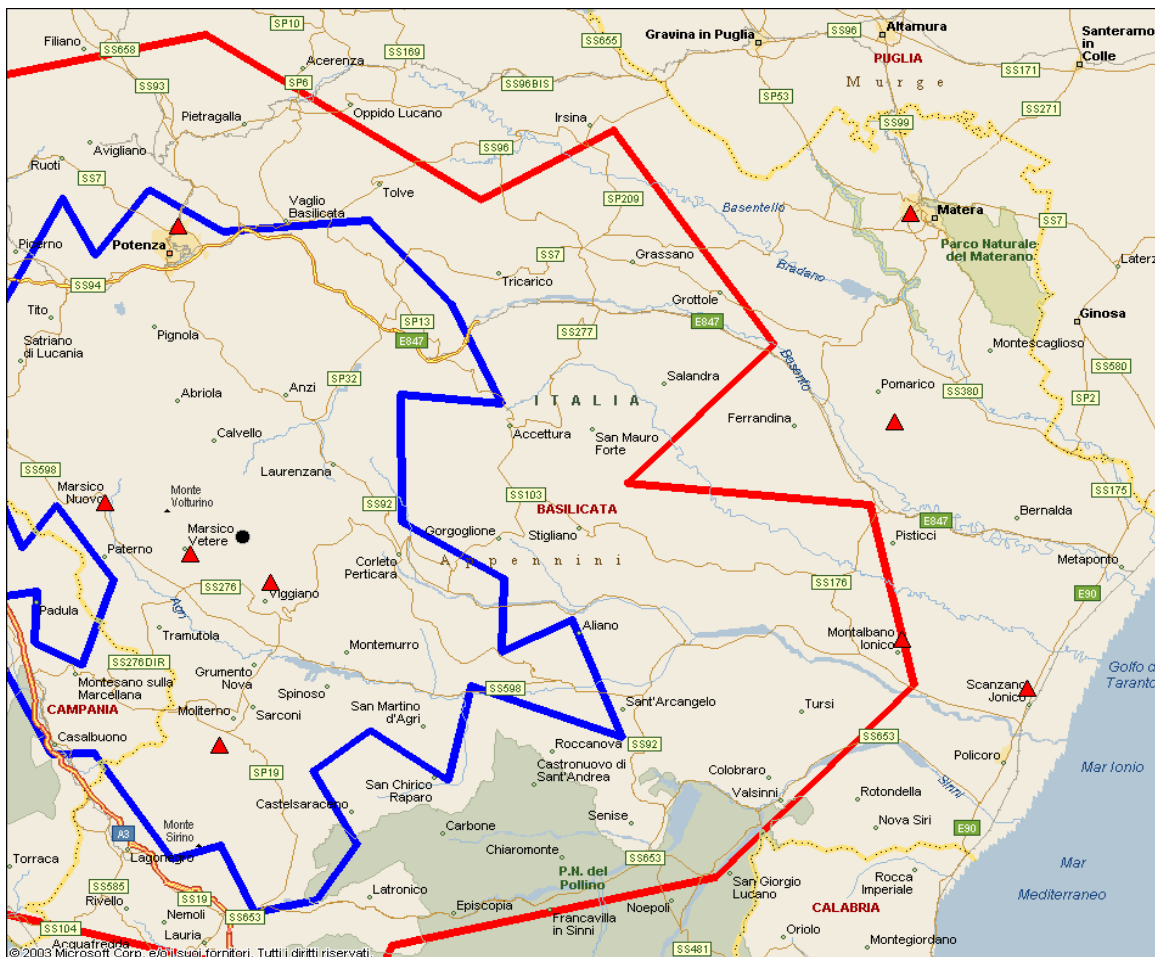 SP10
Filiano
SS658
SS169
SS655
Gravina in Puglia
SS96
Altamura
Santeramo
in
Colle
PUGLIA
Acerenza
SP6
SS93
SS96BIS
Murge
SS171
SP53
SS271
Pietragalla
Oppido Lucano
Irsina
SS99
Avigliano
SS96
Ruoti
SS7
Tolve
SP209
Vaglio
Basilicata
Basentello
Matera
SS7
Potenza
Parco Naturale
del Materano
SS7
Grassano
Bradano
SS94
Tricarico
Grottole
Tito
SP13
E847
Ginosa
Pignola
SS277
E847
Satriano
di Lucania
Montescaglioso
Basento
SP32
SS580
Abriola
Anzi
Salandra
Pomarico
SS380
SP2
ITALIA
Accettura
San Mauro
Forte
Ferrandina
Calvello
SS598
Laurenzana
Marsico
Nuovo
Monte
Volturino
SS92
SS103
SS175
BASILICATA
Bernalda
E847
Marsico
Vetere
Gorgoglione
Stigliano
Pisticci
Paterno
Corleto
Perticara
Appennini
Metaponto
SS276
SS176
E90
Viggiano
Padula
Agri
Tramutola
Aliano
Montalbano
Ionico
Montemurro
SS276DIR
Grumento
Nova
Golfo d
Taranto
Montesano sulla
Marcellana
Spinoso
SS598
Scanzano
Jonico
Sant'Arcangelo
CAMPANIA
Moliterno
Sarconi
San Martino
d'Agri
Tursi
SS653
Casalbuono
Roccanova
SS92
Policoro
Castronuovo di
Sant'Andrea
Mar Ionio
SP19
San Chirico
Raparo
Colobraro
Sinni
Valsinni
Rotondella
Castelsaraceno
Senise
Nova Siri
E90
A3
Monte
Sirino
Carbone
Lagonegro
Chiaromonte
SS653
Mar
Mediterraneo
Torraca
P.N. del
Pollino
San Giorgio
Lucano
Rocca
Imperiale
SS585
Rivello
SS19
Latronico
Noepoli
CALABRIA
Nemoli
SS653
Episcopia
Francavilla
in Sinni
SS104
Lauria
Oriolo
Acquafredda
SS481
Montegiordano
© 2003 Microsoft Corp. e/o i suoi fornitori. Tutti i diritti riservati.